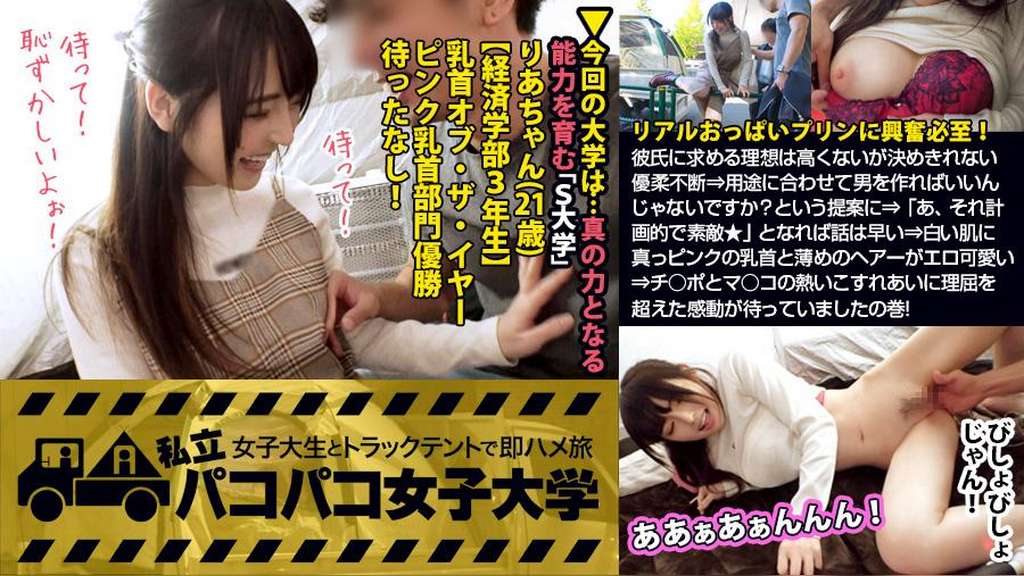 待って！
恥ずかしいよぉ！
待って！
▼今回の大学は…真の力となる
能力を育む「S大学」
りあちゃん(21歳)
【経済学部3年生】
乳首オブ・ザ・イヤー
ピンク乳首部門優勝
待ったなし！
リアルおっぱいプリンに興奮必至！
彼氏に求める理想は高くないが決めきれない
優柔不断⇒用途に合わせて男を作ればいいん
じゃないですか？という提案に⇒「あ、それ計
画的で素敵★」となれば話は早い⇒白い肌に
真っピンクの乳首と薄めのヘアーがエロ可愛い
⇒チ○ポとマ○コの熱いこすれあいに理屈を
超えた感動が待っていましたの巻!
私立
女子大生とトラックテントで即ハメ旅
パコパコ女子大学
びしょびしょ
じゃん！
ああぁあぁんんん！